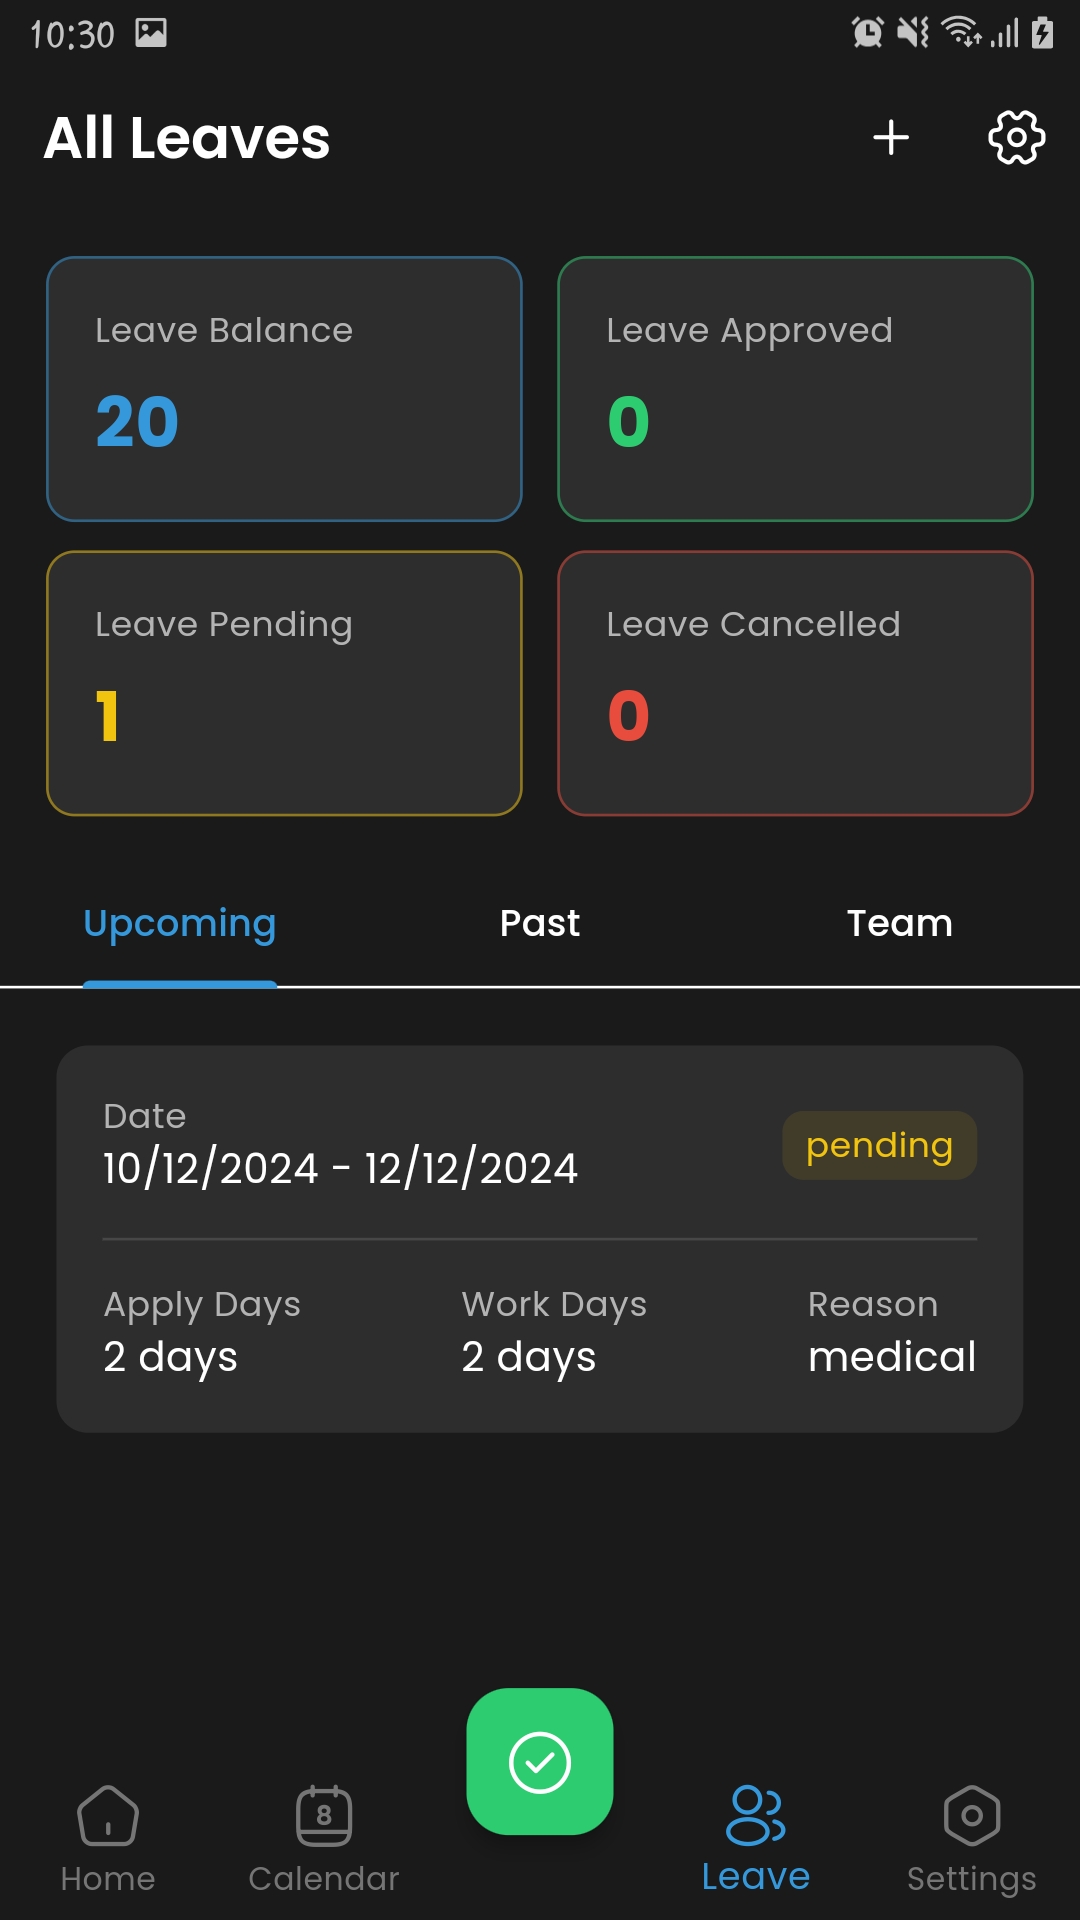 10:30
All Leaves
Leave Balance
20
Leave Approved
0
Leave Pending
1
Leave Cancelled
0
Upcoming
Past
Team
Date
10/12/2024 - 12/12/2024
pending
Apply Days
2 days
Work Days
2 days
Reason
medical
Home
8
Calendar
Leave
Settings